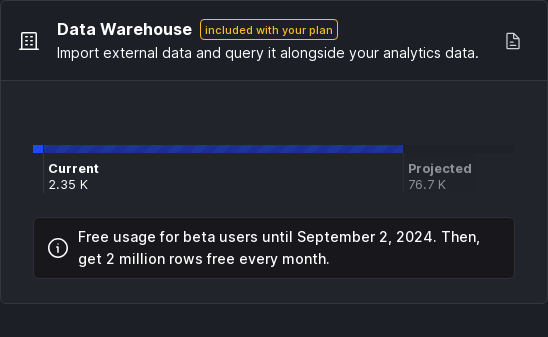 Data Warehouse included with your plan
Import external data and query it alongside your analytics data.
Current Projected
2.35 K 76.7 K
Free usage for beta users until September 2, 2024. Then,
get 2 million rows free every month.